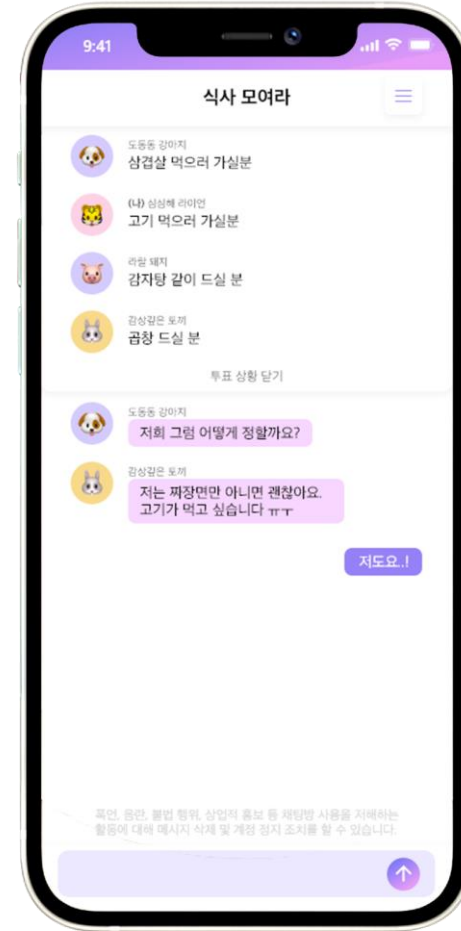 9:41
식사 모여라
도동동 강아지
삼겹살 먹으러 가실분
(나) 심심해 라이언
고기 먹으러 가실분
라랄 돼지
감자탕 같이 드실 분
감상깊은 토끼
곱창 드실 분
투표 상황 닫기
도동동 강아지
저희 그럼 어떻게 정할까요?
감상깊은 토끼
저는 짜장면만 아니면 괜찮아요.
고기가 먹고 싶습니다 ㅠㅜ
저도요..!
폭언, 음란, 불법 행위, 상업적 홍보 등 채팅방 사용을 저해하는
활동에 대해 메시지 삭제 및 계정 정지 조치를 할 수 있습니다.